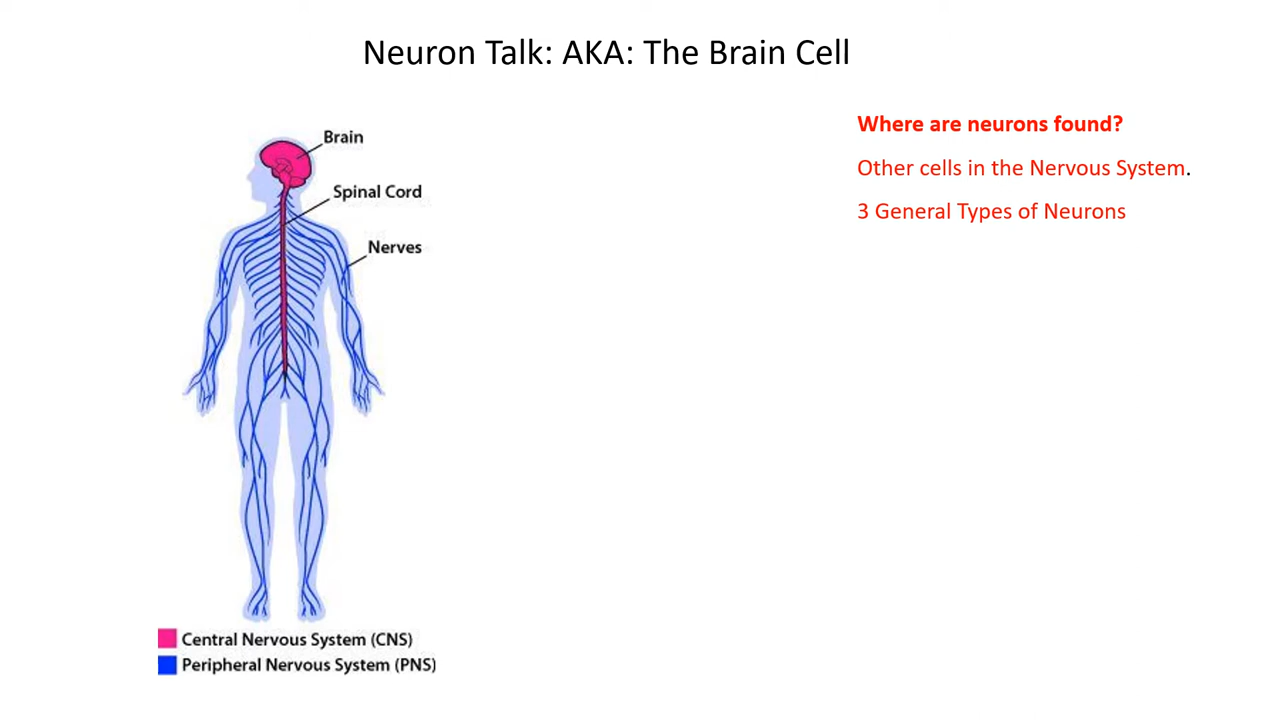 Neuron Talk: AKA: The Brain Cell
Brain
Spinal Cord
Nerves
Central Nervous System (CNS)
Peripheral Nervous System (PNS)
Where are neurons found?
Other cells in the Nervous System.
3 General Types of Neurons